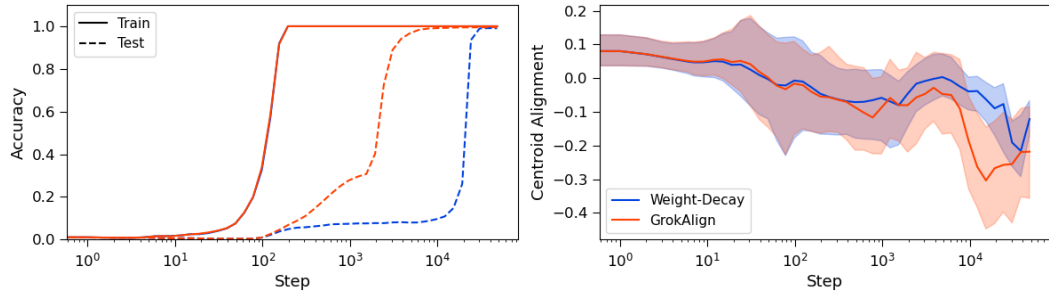 Accuracy
1.0
0.8
0.6
0.4
0.2
0.0
Train
Test
10⁰
10¹
10²
10³
10⁴
Step
Centroid Alignment
0.2
0.1
0.0
−0.1
−0.2
−0.3
−0.4
Weight-Decay
GrokAlign
10⁰
10¹
10²
10³
10⁴
Step